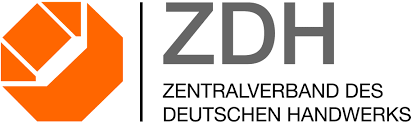 ZDH
ZENTRALVERBAND DES
DEUTSCHEN HANDWERKS